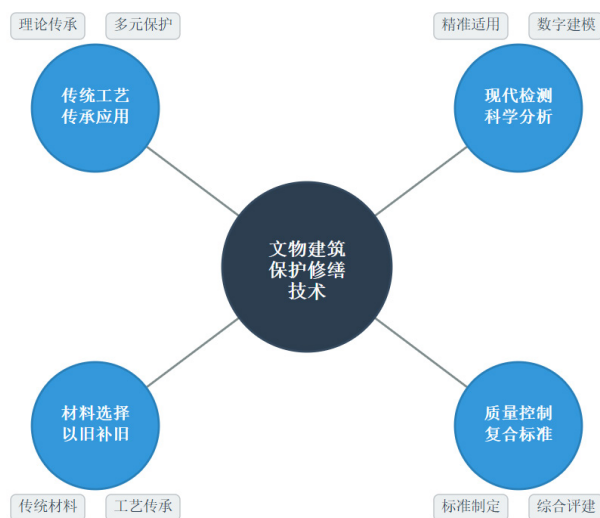 理论传承 多元保护
精准适用 数字建模
传统工艺
传承应用
现代检测
科学分析
文物建筑
保护修缮
技术
材料选择
以旧补旧
质量控制
复合标准
传统材料 工艺传承
标准制定 综合评建